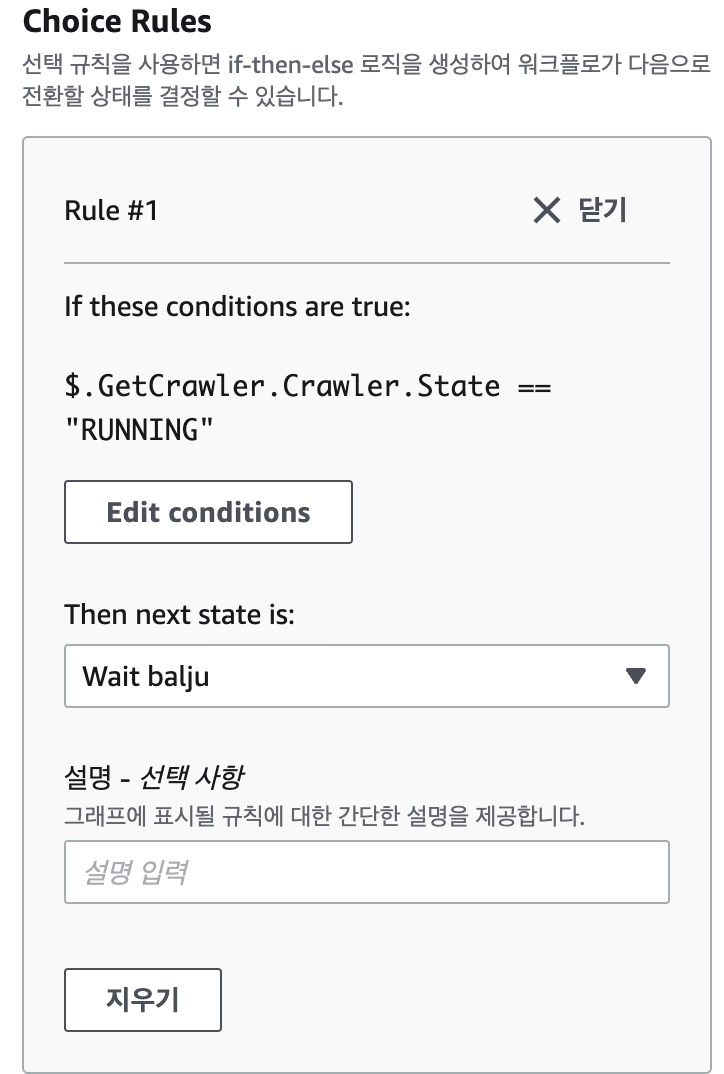 Choice Rules
선택 규칙을 사용하면 if-then-else 로직을 생성하여 워크플로가 다음으로
전환할 상태를 결정할 수 있습니다.
Rule #1
닫기
If these conditions are true:
$.GetCrawler.Crawler.State ==
"RUNNING"
Edit conditions
Then next state is:
Wait balju
설명 - 선택 사항
그래프에 표시될 규칙에 대한 간단한 설명을 제공합니다.
설명 입력
지우기